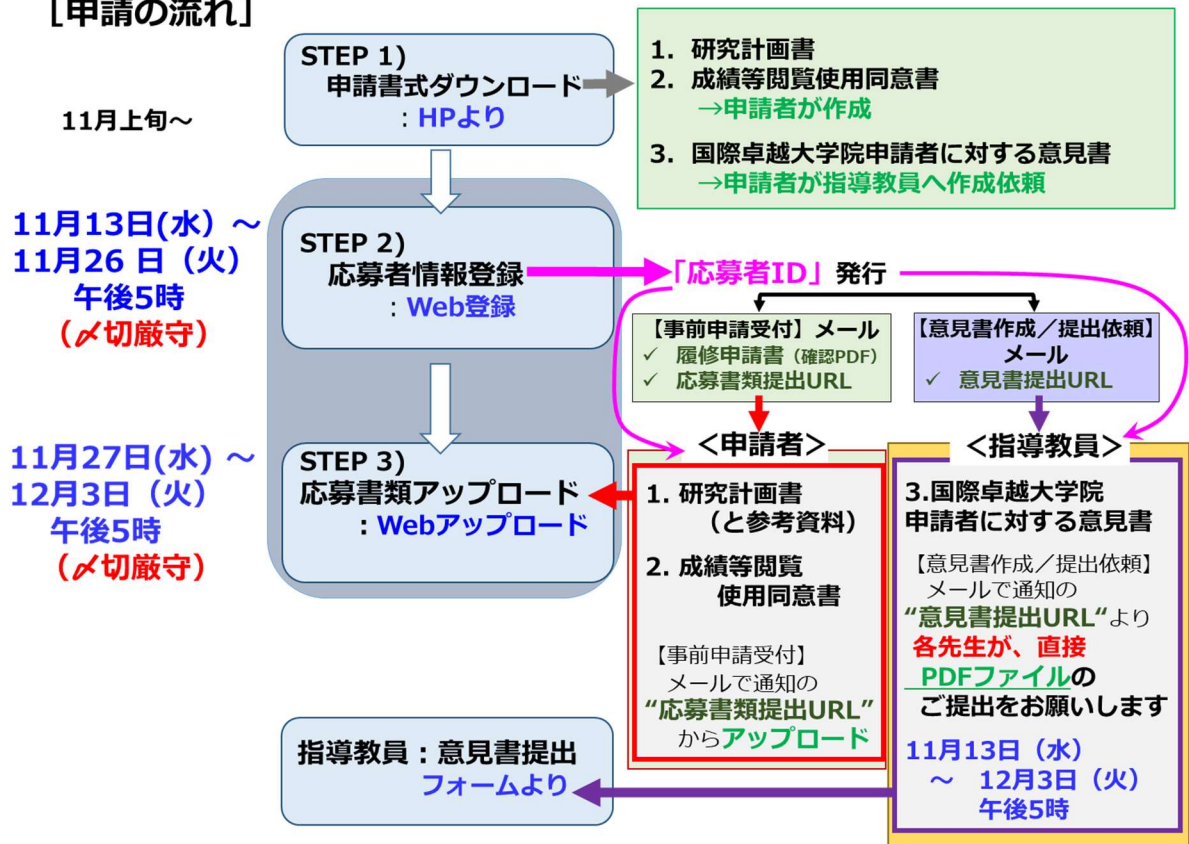 [申請の流れ]
11月上旬～
STEP 1)
申請書式ダウンロード
：HPより
1. 研究計画書
2. 成績等閲覧使用同意書
→申請者が作成
3. 国際卓越大学院申請者に対する意見書
→申請者が指導教員へ作成依頼
11月13日(水）～
11月26 日（火）
午後5時
（〆切厳守）
STEP 2)
応募者情報登録
：Web登録
「応募者ID」発行
【事前申請受付】メール
✓ 履修申請書（確認PDF）
✓ 応募書類提出URL
【意見書作成／提出依頼】
メール
✓ 意見書提出URL
11月27日(水) ～
12月3日（火）
午後5時
（〆切厳守）
STEP 3)
応募書類アップロード
：Webアップロード
＜申請者＞
1. 研究計画書
（と参考資料）
2. 成績等閲覧
使用同意書
【事前申請受付】
メールで通知の
“応募書類提出URL”
からアップロード
＜指導教員＞
3.国際卓越大学院
申請者に対する意見書
【意見書作成／提出依頼】
メールで通知の
“意見書提出URL“より
各先生が、直接
PDFファイルの
ご提出をお願いします
11月13日（水）
～ 12月3日（火）
午後5時
指導教員：意見書提出
フォームより